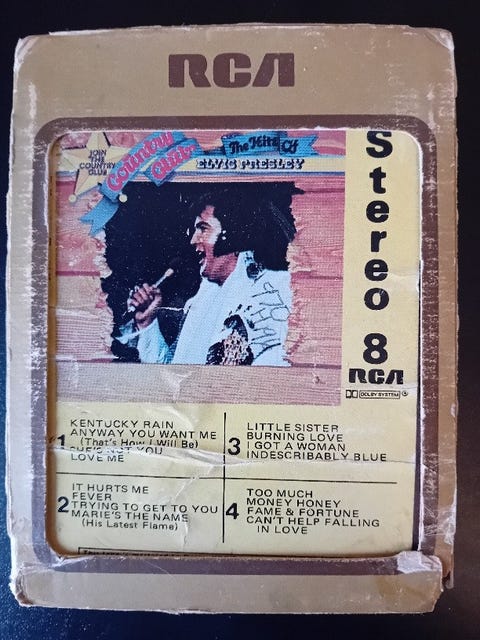 RCA
JOIN
THE
COUNTRY
CLUB
Country
Club
The Hits Of
ELVIS PRESLEY
Stereo
8
RCA
DOLBY SYSTEM
1
KENTUCKY RAIN
ANYWAY YOU WANT ME
(That's How I Will Be)
SHE'S NOT YOU
LOVE ME
2
IT HURTS ME
FEVER
TRYING TO GET TO YOU
MARIE'S THE NAME
(His Latest Flame)
3
LITTLE SISTER
BURNING LOVE
I GOT A WOMAN
INDESCRIBABLY BLUE
4
TOO MUCH
MONEY HONEY
FAME & FORTUNE
CAN'T HELP FALLING
IN LOVE